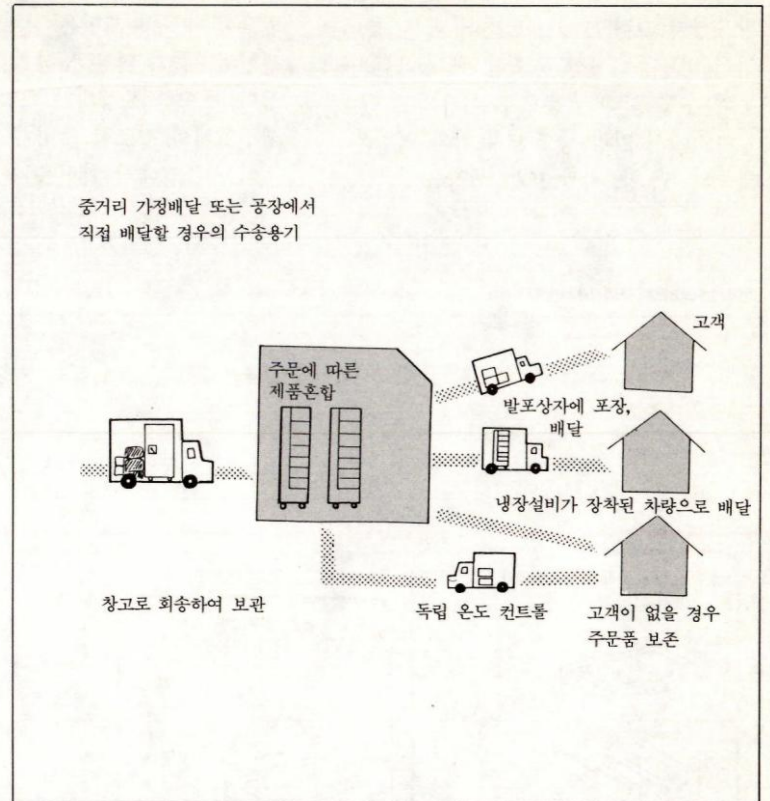 중거리 가정배달 또는 공장에서
직접 배달할 경우의 수송용기
고객
주문에 따른
제품혼합
발포상자에 포장,
배달
냉장설비가 장착된 차량으로 배달
창고로 회송하여 보관
독립 온도 컨트롤
고객이 없을 경우
주문품 보존